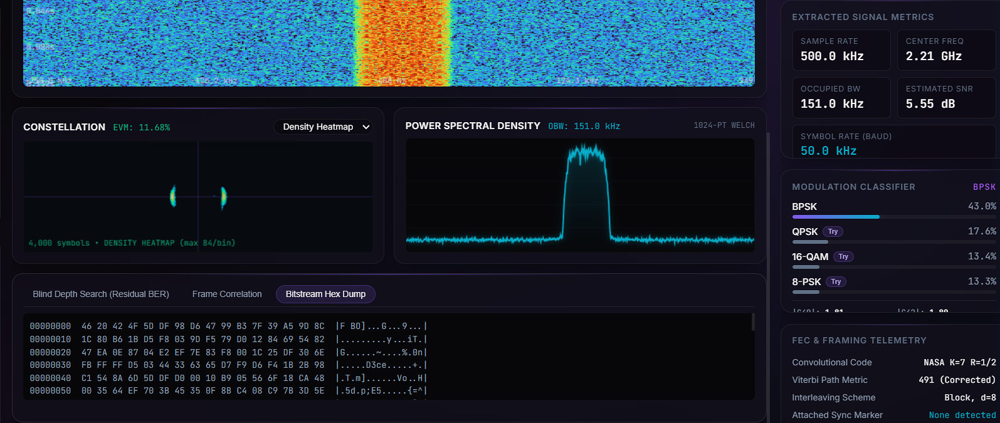 0.044s
0.088s
-186.2 kHz
124.3 kHz
249
CONSTELLATION EVM: 11.68% Density Heatmap
4,000 symbols • DENSITY HEATMAP (max 84/bin)
POWER SPECTRAL DENSITY OBW: 151.0 kHz 1024-PT WELCH
Blind Depth Search (Residual BER) Frame Correlation Bitstream Hex Dump
00000000 46 20 42 4F 5D DF 98 D6 47 99 B3 7F 39 A5 9D 8C |F BO]...G...9...|
00000010 1C 80 B6 1B D5 F8 03 9D F5 79 D0 12 84 69 54 82 |.........y...iT.|
00000020 47 EA 0E 87 04 E2 EF 7E 83 F8 00 1C 25 DF 30 6E |G......~....%.0n|
00000030 FB FF FF D5 03 44 33 63 65 D7 F9 D6 F4 1B 2B 98 |.....D3ce.....+.|
00000040 C1 54 8A 6D 5D DF D0 00 10 B9 05 56 6F 18 CA 48 |.T.m]......Vo..H|
00000050 00 35 64 EF 70 3B 45 35 0F 8B C4 08 C9 7B 3D 5E |.5d.p;E5.....{=^|
EXTRACTED SIGNAL METRICS
SAMPLE RATE
500.0 kHz
CENTER FREQ
2.21 GHz
OCCUPIED BW
151.0 kHz
ESTIMATED SNR
5.55 dB
SYMBOL RATE (BAUD)
50.0 kHz
MODULATION CLASSIFIER BPSK
BPSK 43.0%
QPSK Try 17.6%
16-QAM Try 13.4%
8-PSK Try 13.3%
FEC & FRAMING TELEMETRY
Convolutional Code NASA K=7 R=1/2
Viterbi Path Metric 491 (Corrected)
Interleaving Scheme Block, d=8
Attached Sync Marker None detected